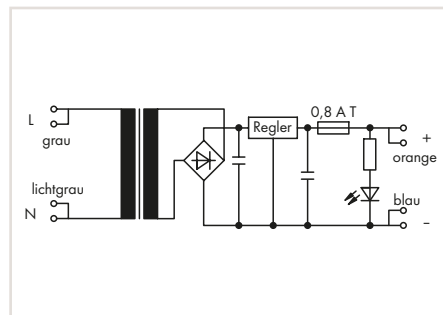 L
grau
lichtgrau
N
Regler
0,8 A T
+
orange
blau
–